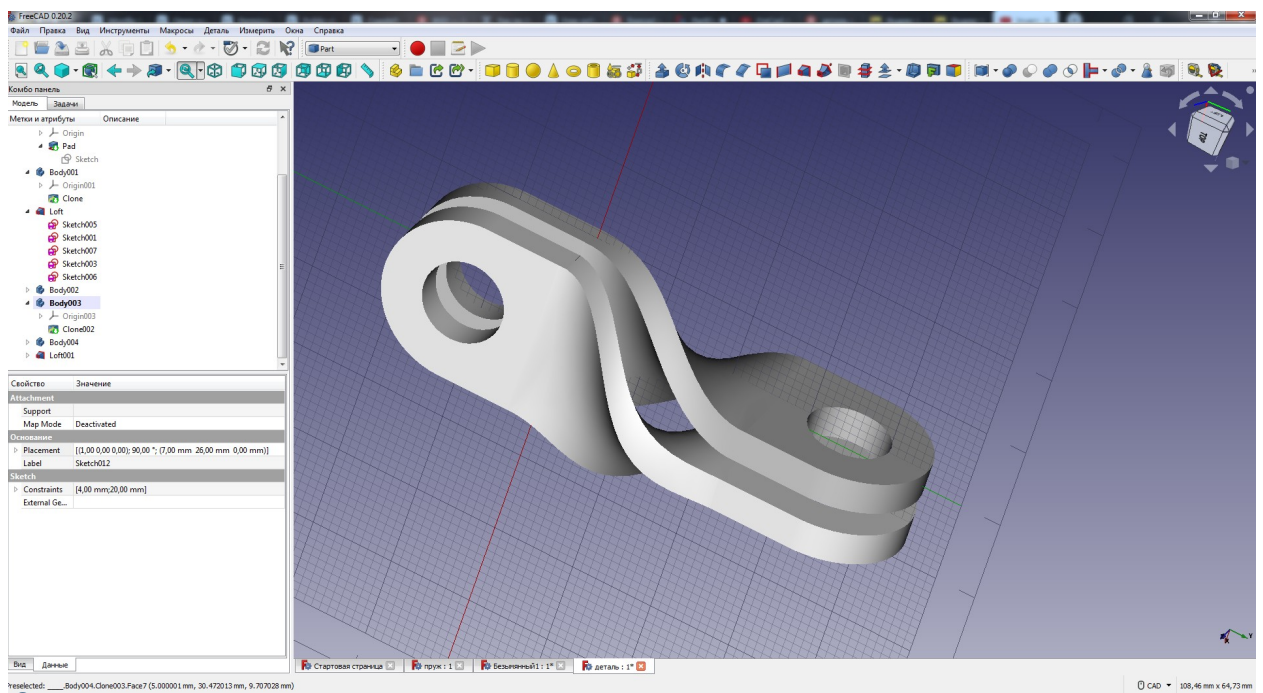 FreeCAD 0.20.2
Файл Правка Вид Инструменты Макросы Деталь Измерить Окна Справка
Part
Комбо панель
Модель Задачи
Метки и атрибуты Описание
Origin
Pad
Sketch
Body001
Origin001
Clone
Loft
Sketch005
Sketch001
Sketch007
Sketch003
Sketch006
Body002
Body003
Origin003
Clone002
Body004
Loft001
Свойство Значение
Attachment
Support
Map Mode Deactivated
Основание
Placement [(1,00 0,00 0,00); 90,00 °; (7,00 mm 26,00 mm 0,00 mm)]
Label Sketch012
Sketch
Constraints [4,00 mm;20,00 mm]
External Ge...
Вид Данные
Стартовая страница пруж : 1 Безымянный1 : 1* деталь : 1*
Preselected: ____.Body004.Clone003.Face7 (5.000001 mm, 30.472013 mm, 9.707028 mm)
CAD 108,46 mm x 64,73 mm